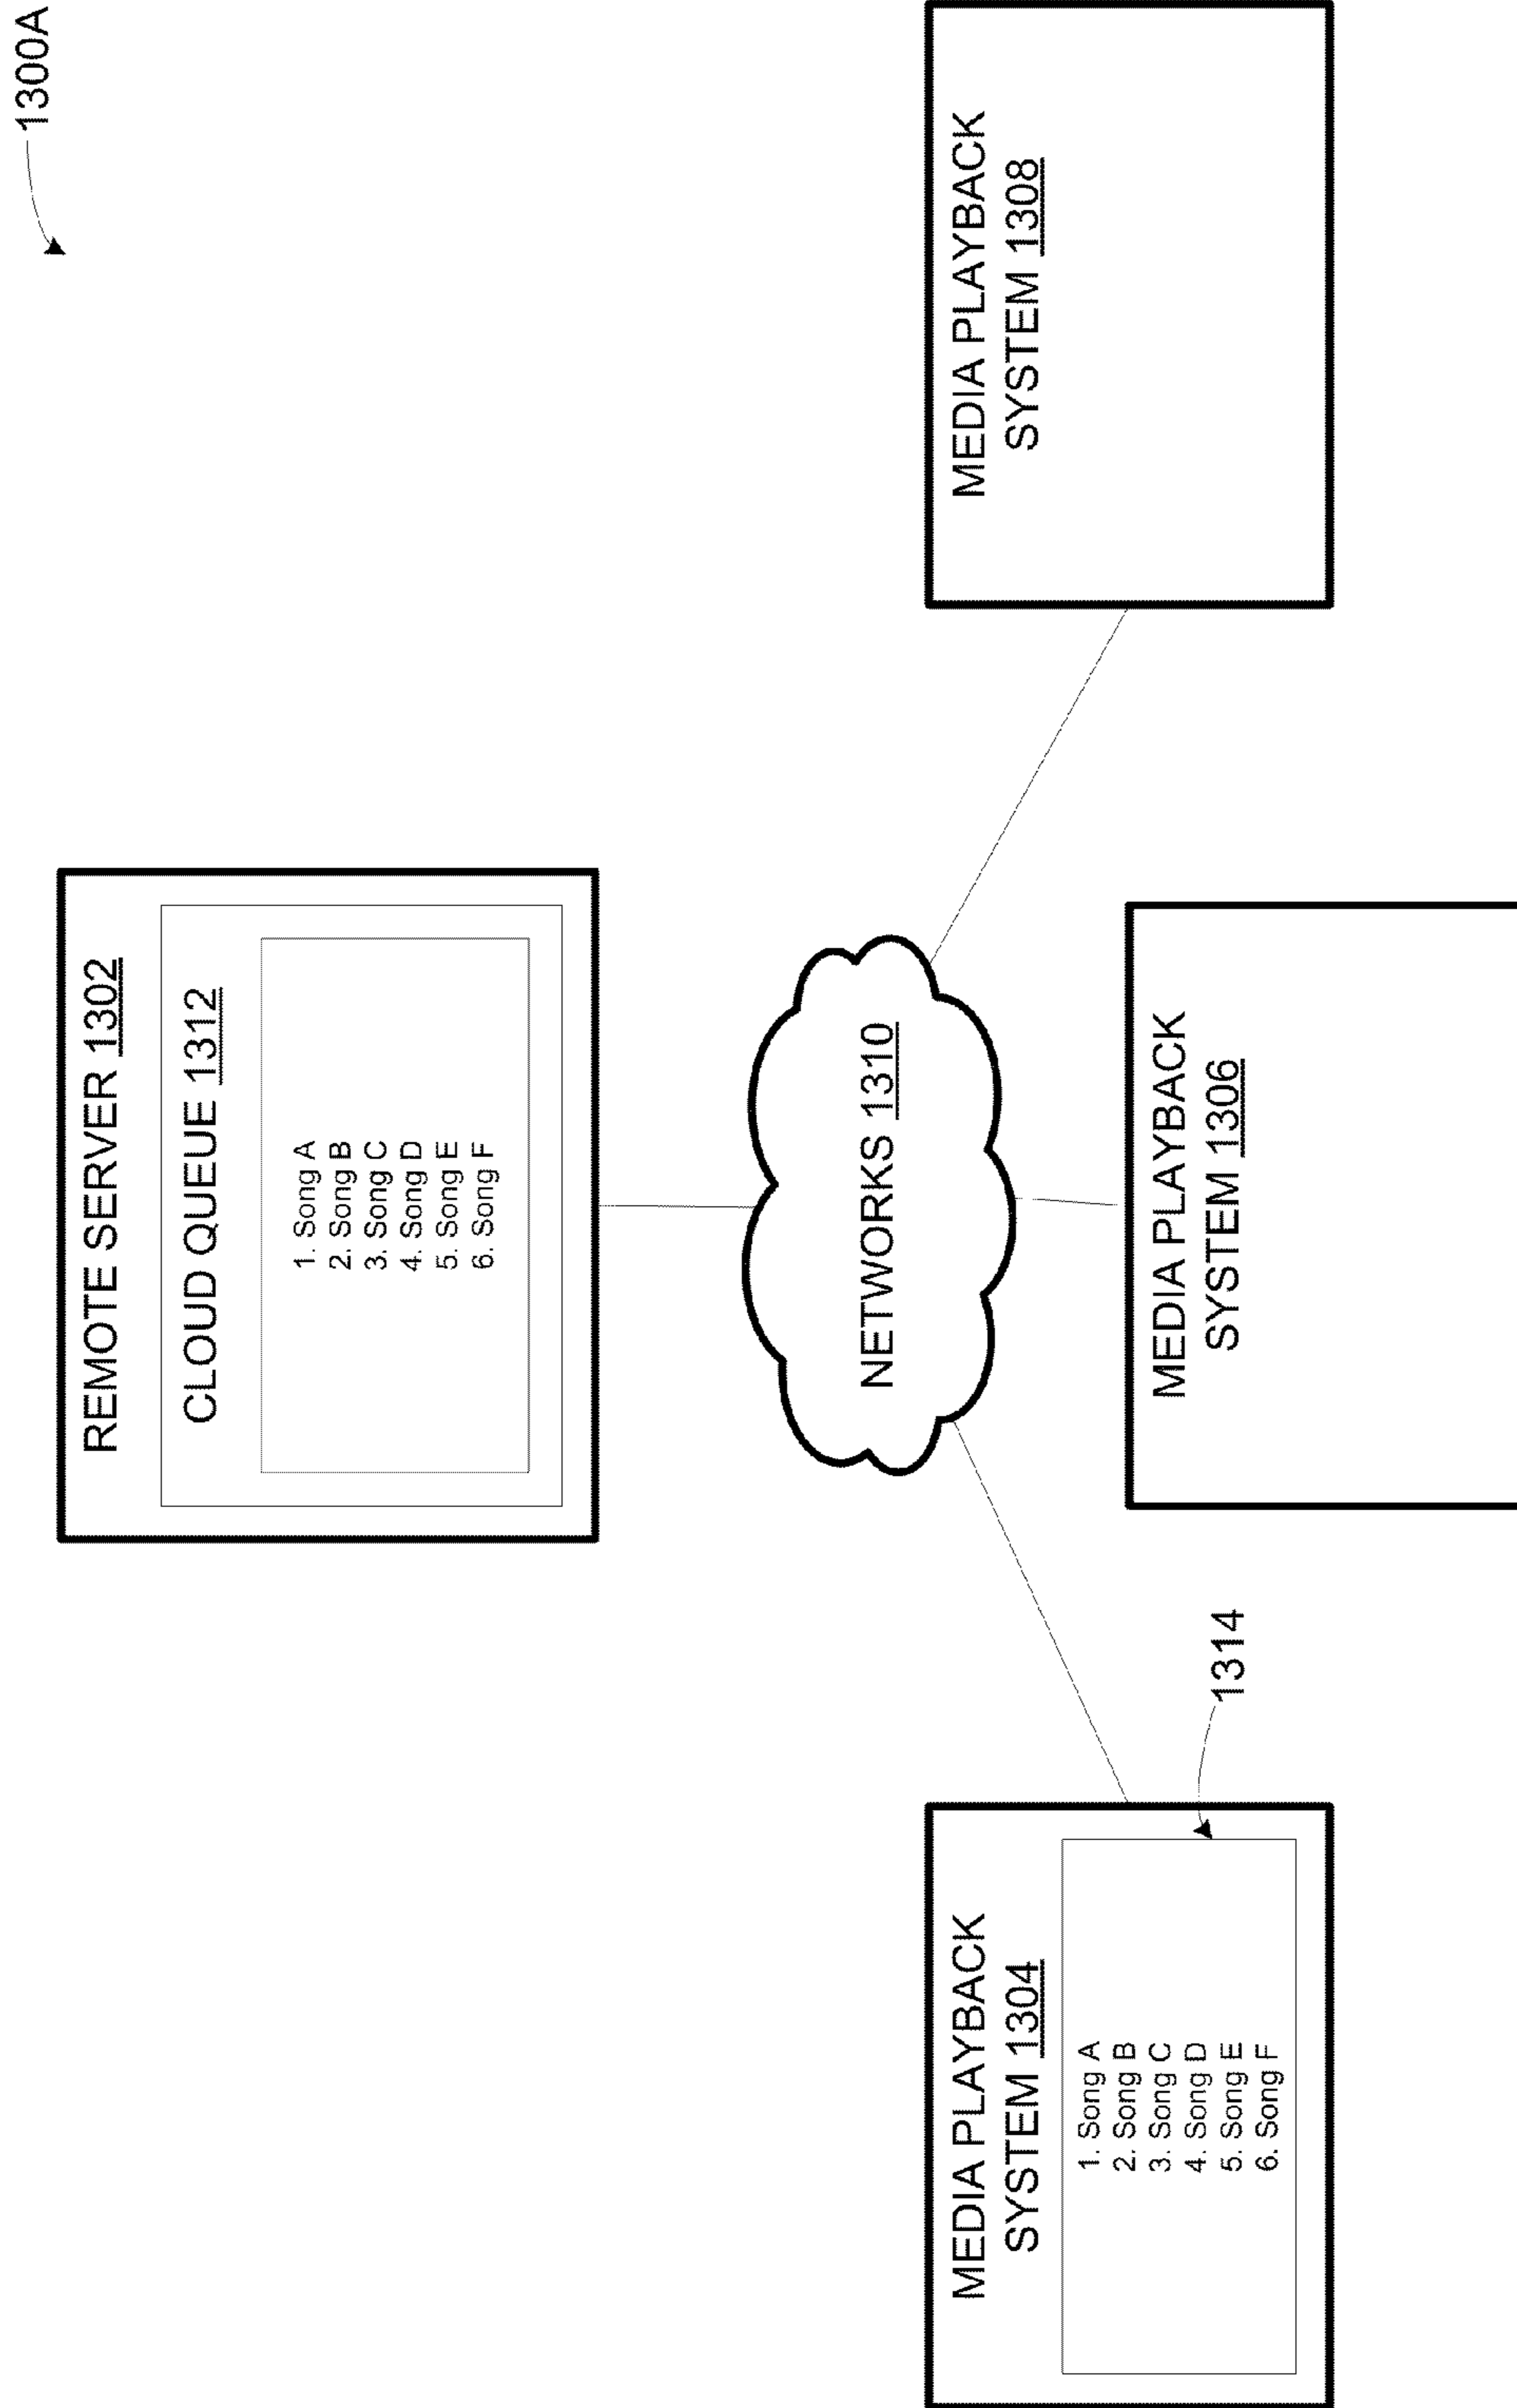 1300A
REMOTE SERVER 1302
CLOUD QUEUE 1312
1. Song A
2. Song B
3. Song C
4. Song D
5. Song E
6. Song F
NETWORKS 1310
MEDIA PLAYBACK
SYSTEM 1304
1. Song A
2. Song B
3. Song C
4. Song D
5. Song E
6. Song F
1314
MEDIA PLAYBACK
SYSTEM 1306
MEDIA PLAYBACK
SYSTEM 1308